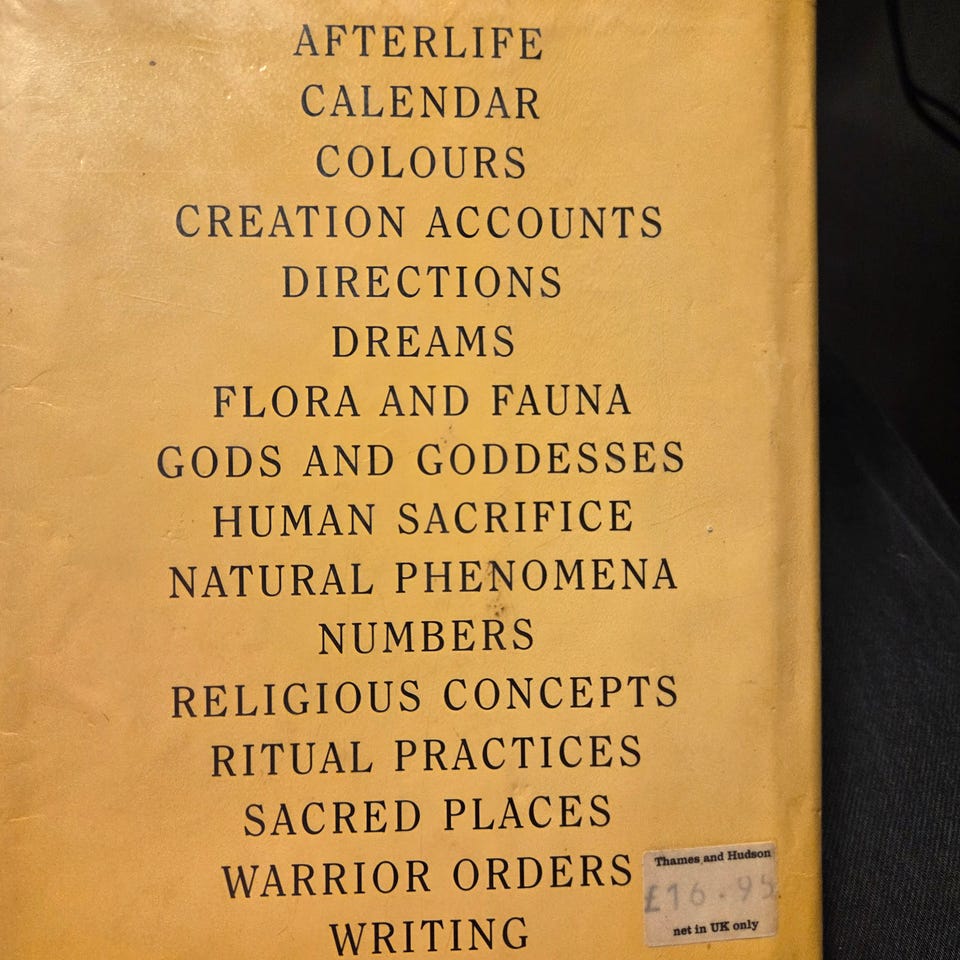 AFTERLIFE
CALENDAR
COLOURS
CREATION ACCOUNTS
DIRECTIONS
DREAMS
FLORA AND FAUNA
GODS AND GODDESSES
HUMAN SACRIFICE
NATURAL PHENOMENA
NUMBERS
RELIGIOUS CONCEPTS
RITUAL PRACTICES
SACRED PLACES
WARRIOR ORDERS
WRITING
Thames and Hudson
£16.95
net in UK only